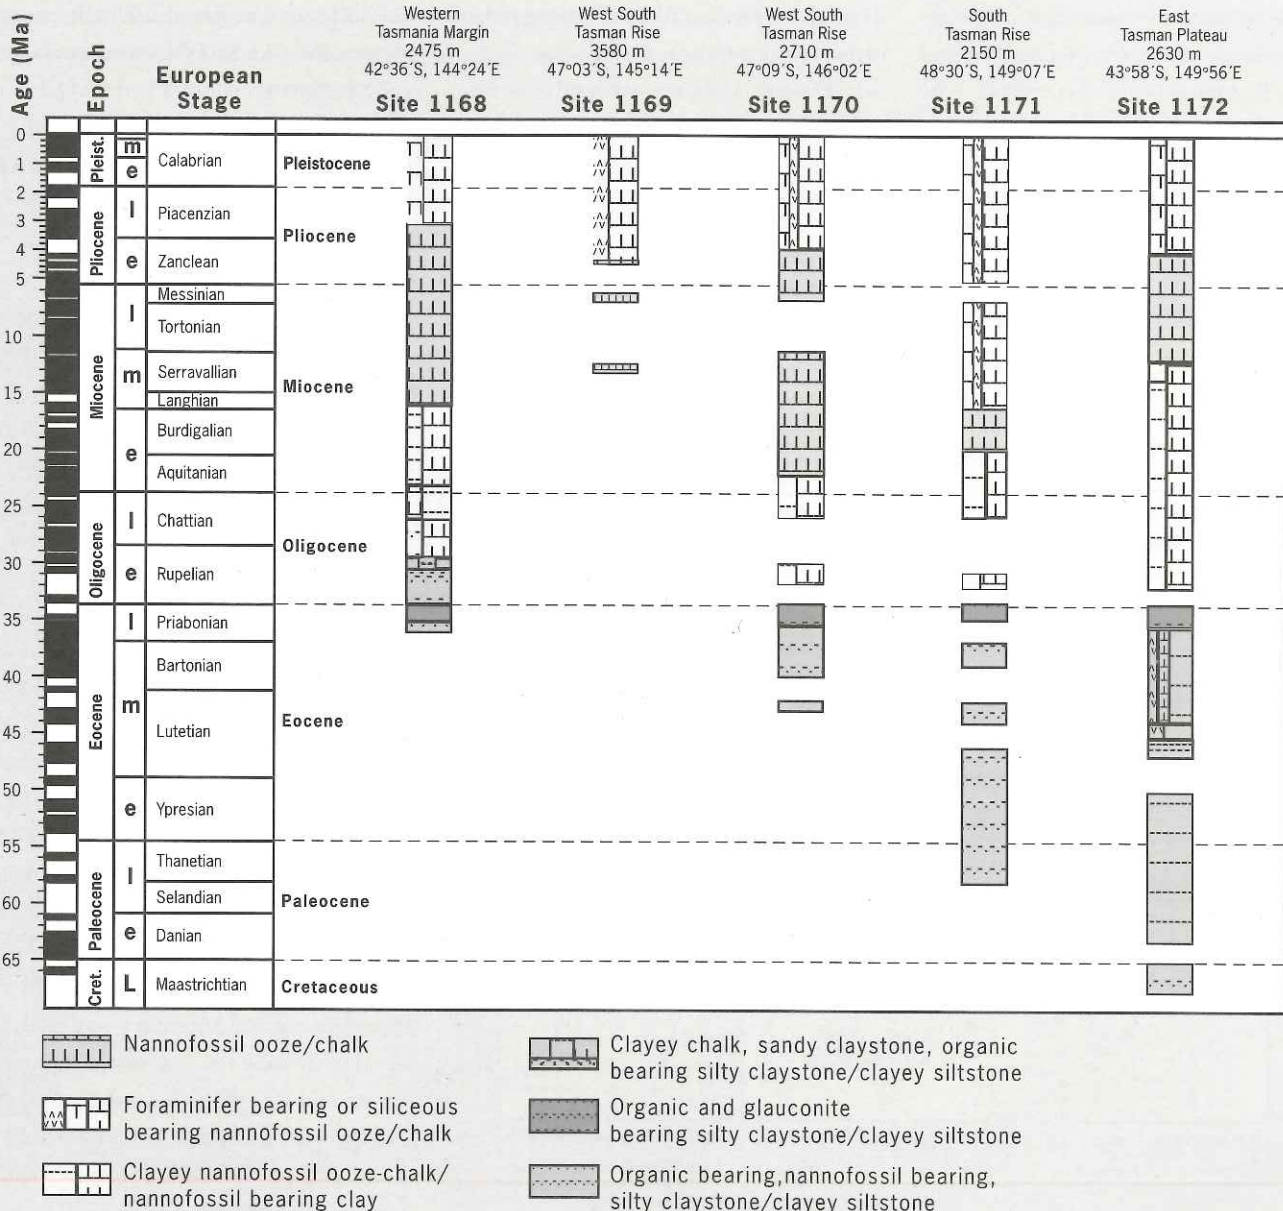 Age (Ma)
Epoch
European
Stage
Western
Tasmania Margin
2475 m
42°36´S, 144°24´E
Site 1168
West South
Tasman Rise
3580 m
47°03´S, 145°14´E
Site 1169
West South
Tasman Rise
2710 m
47°09´S, 146°02´E
Site 1170
South
Tasman Rise
2150 m
48°30´S, 149°07´E
Site 1171
East
Tasman Plateau
2630 m
43°58´S, 149°56´E
Site 1172
0
1
2
3
4
5
10
15
20
25
30
35
40
45
50
55
60
65
Pleist.
m
e
Calabrian
Pleistocene
Pliocene
l
Piacenzian
Pliocene
e
Zanclean
Miocene
l
Messinian
Tortonian
m
Serravallian
Langhian
Miocene
e
Burdigalian
Aquitanian
Oligocene
l
Chattian
Oligocene
e
Rupelian
Eocene
l
Priabonian
m
Bartonian
Lutetian
Eocene
e
Ypresian
Paleocene
l
Thanetian
Selandian
Paleocene
e
Danian
Cret.
L
Maastrichtian
Cretaceous
Nannofossil ooze/chalk
Foraminifer bearing or siliceous
bearing nannofossil ooze/chalk
Clayey nannofossil ooze-chalk/
nannofossil bearing clay
Clayey chalk, sandy claystone, organic
bearing silty claystone/clayey siltstone
Organic and glauconite
bearing silty claystone/clayey siltstone
Organic bearing,nannofossil bearing,
silty claystone/clayey siltstone